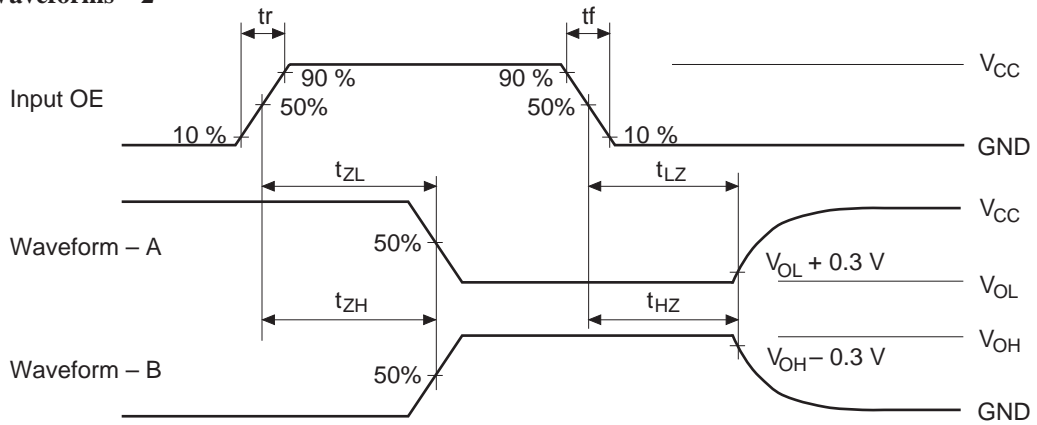 Waveforms – 2
tr
tf
90 %
90 %
VCC
Input OE
50%
50%
10 %
10 %
GND
tZL
tLZ
VCC
Waveform – A
50%
VOL + 0.3 V
VOL
tZH
tHZ
VOH
VOH – 0.3 V
Waveform – B
50%
GND